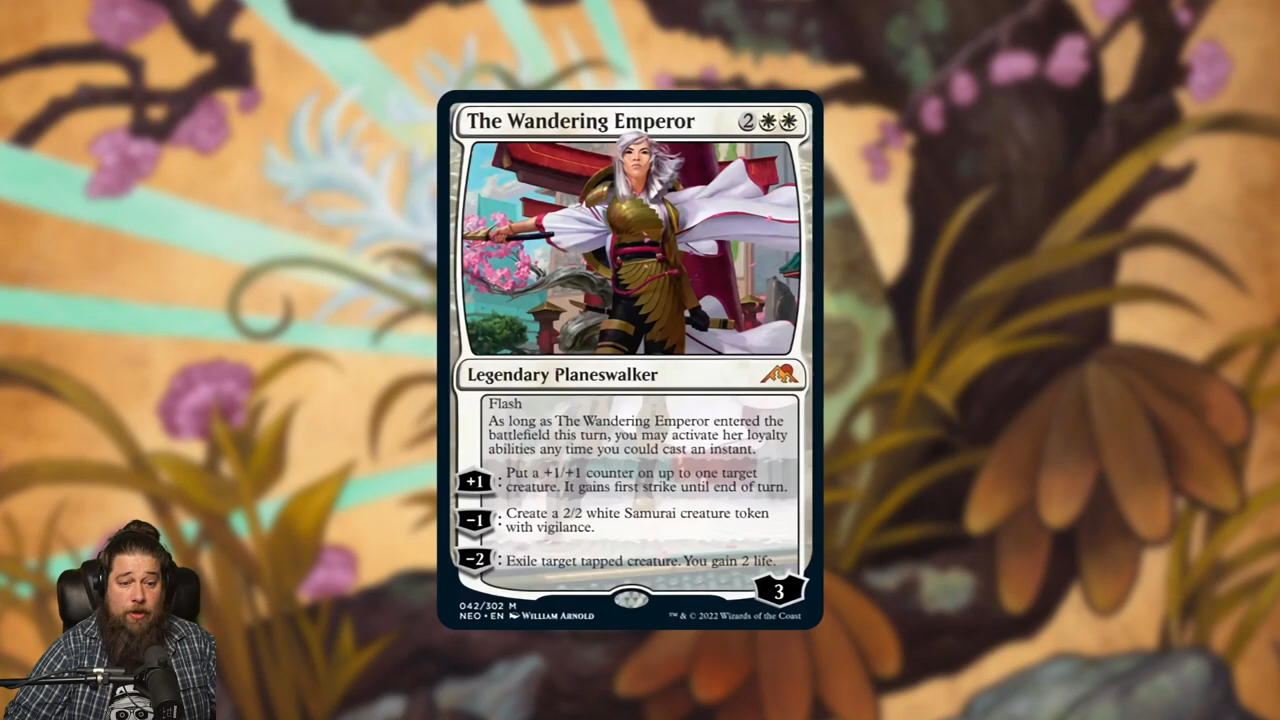 The Wandering Emperor 2
Legendary Planeswalker
Flash
As long as The Wandering Emperor entered the
battlefield this turn, you may activate her loyalty
abilities any time you could cast an instant.
+1 : Put a +1/+1 counter on up to one target
creature. It gains first strike until end of turn.
−1 : Create a 2/2 white Samurai creature token
with vigilance.
−2 : Exile target tapped creature. You gain 2 life.
3
042/302 M
NEO • EN William Arnold
™ & © 2022 Wizards of the Coast